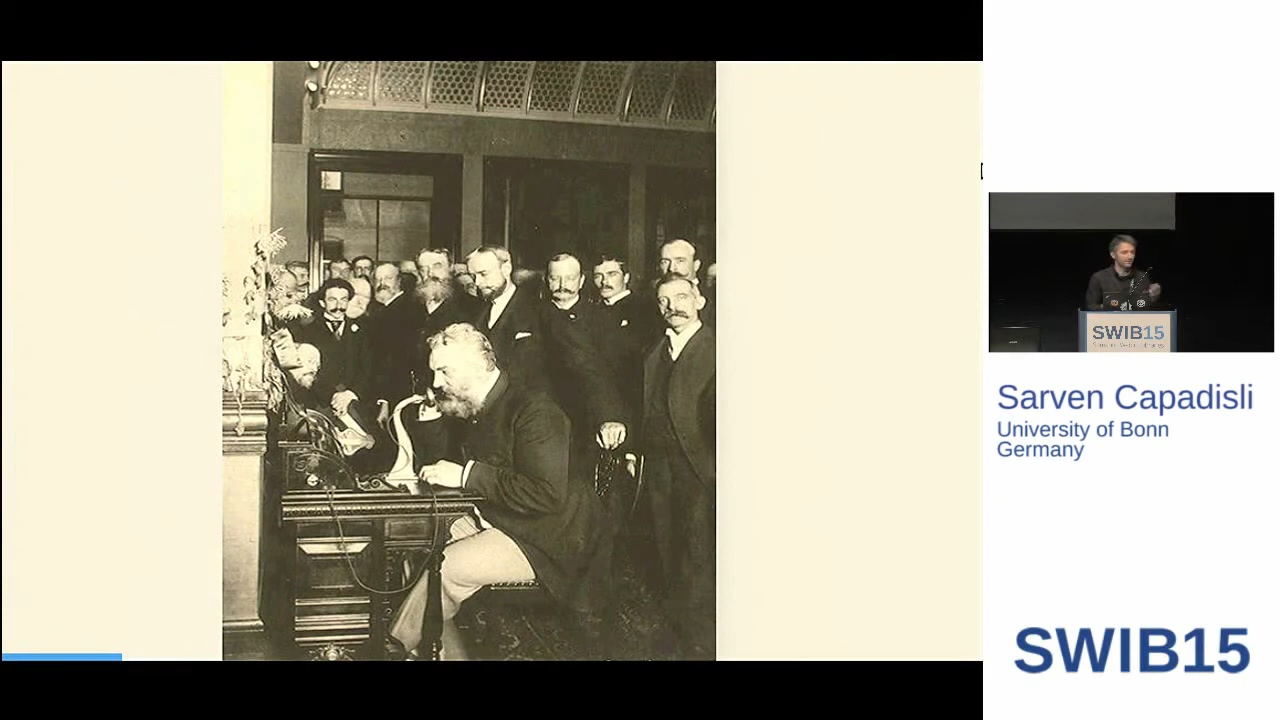 SWIB15
Sarven Capadisli
University of Bonn
Germany
SWIB15